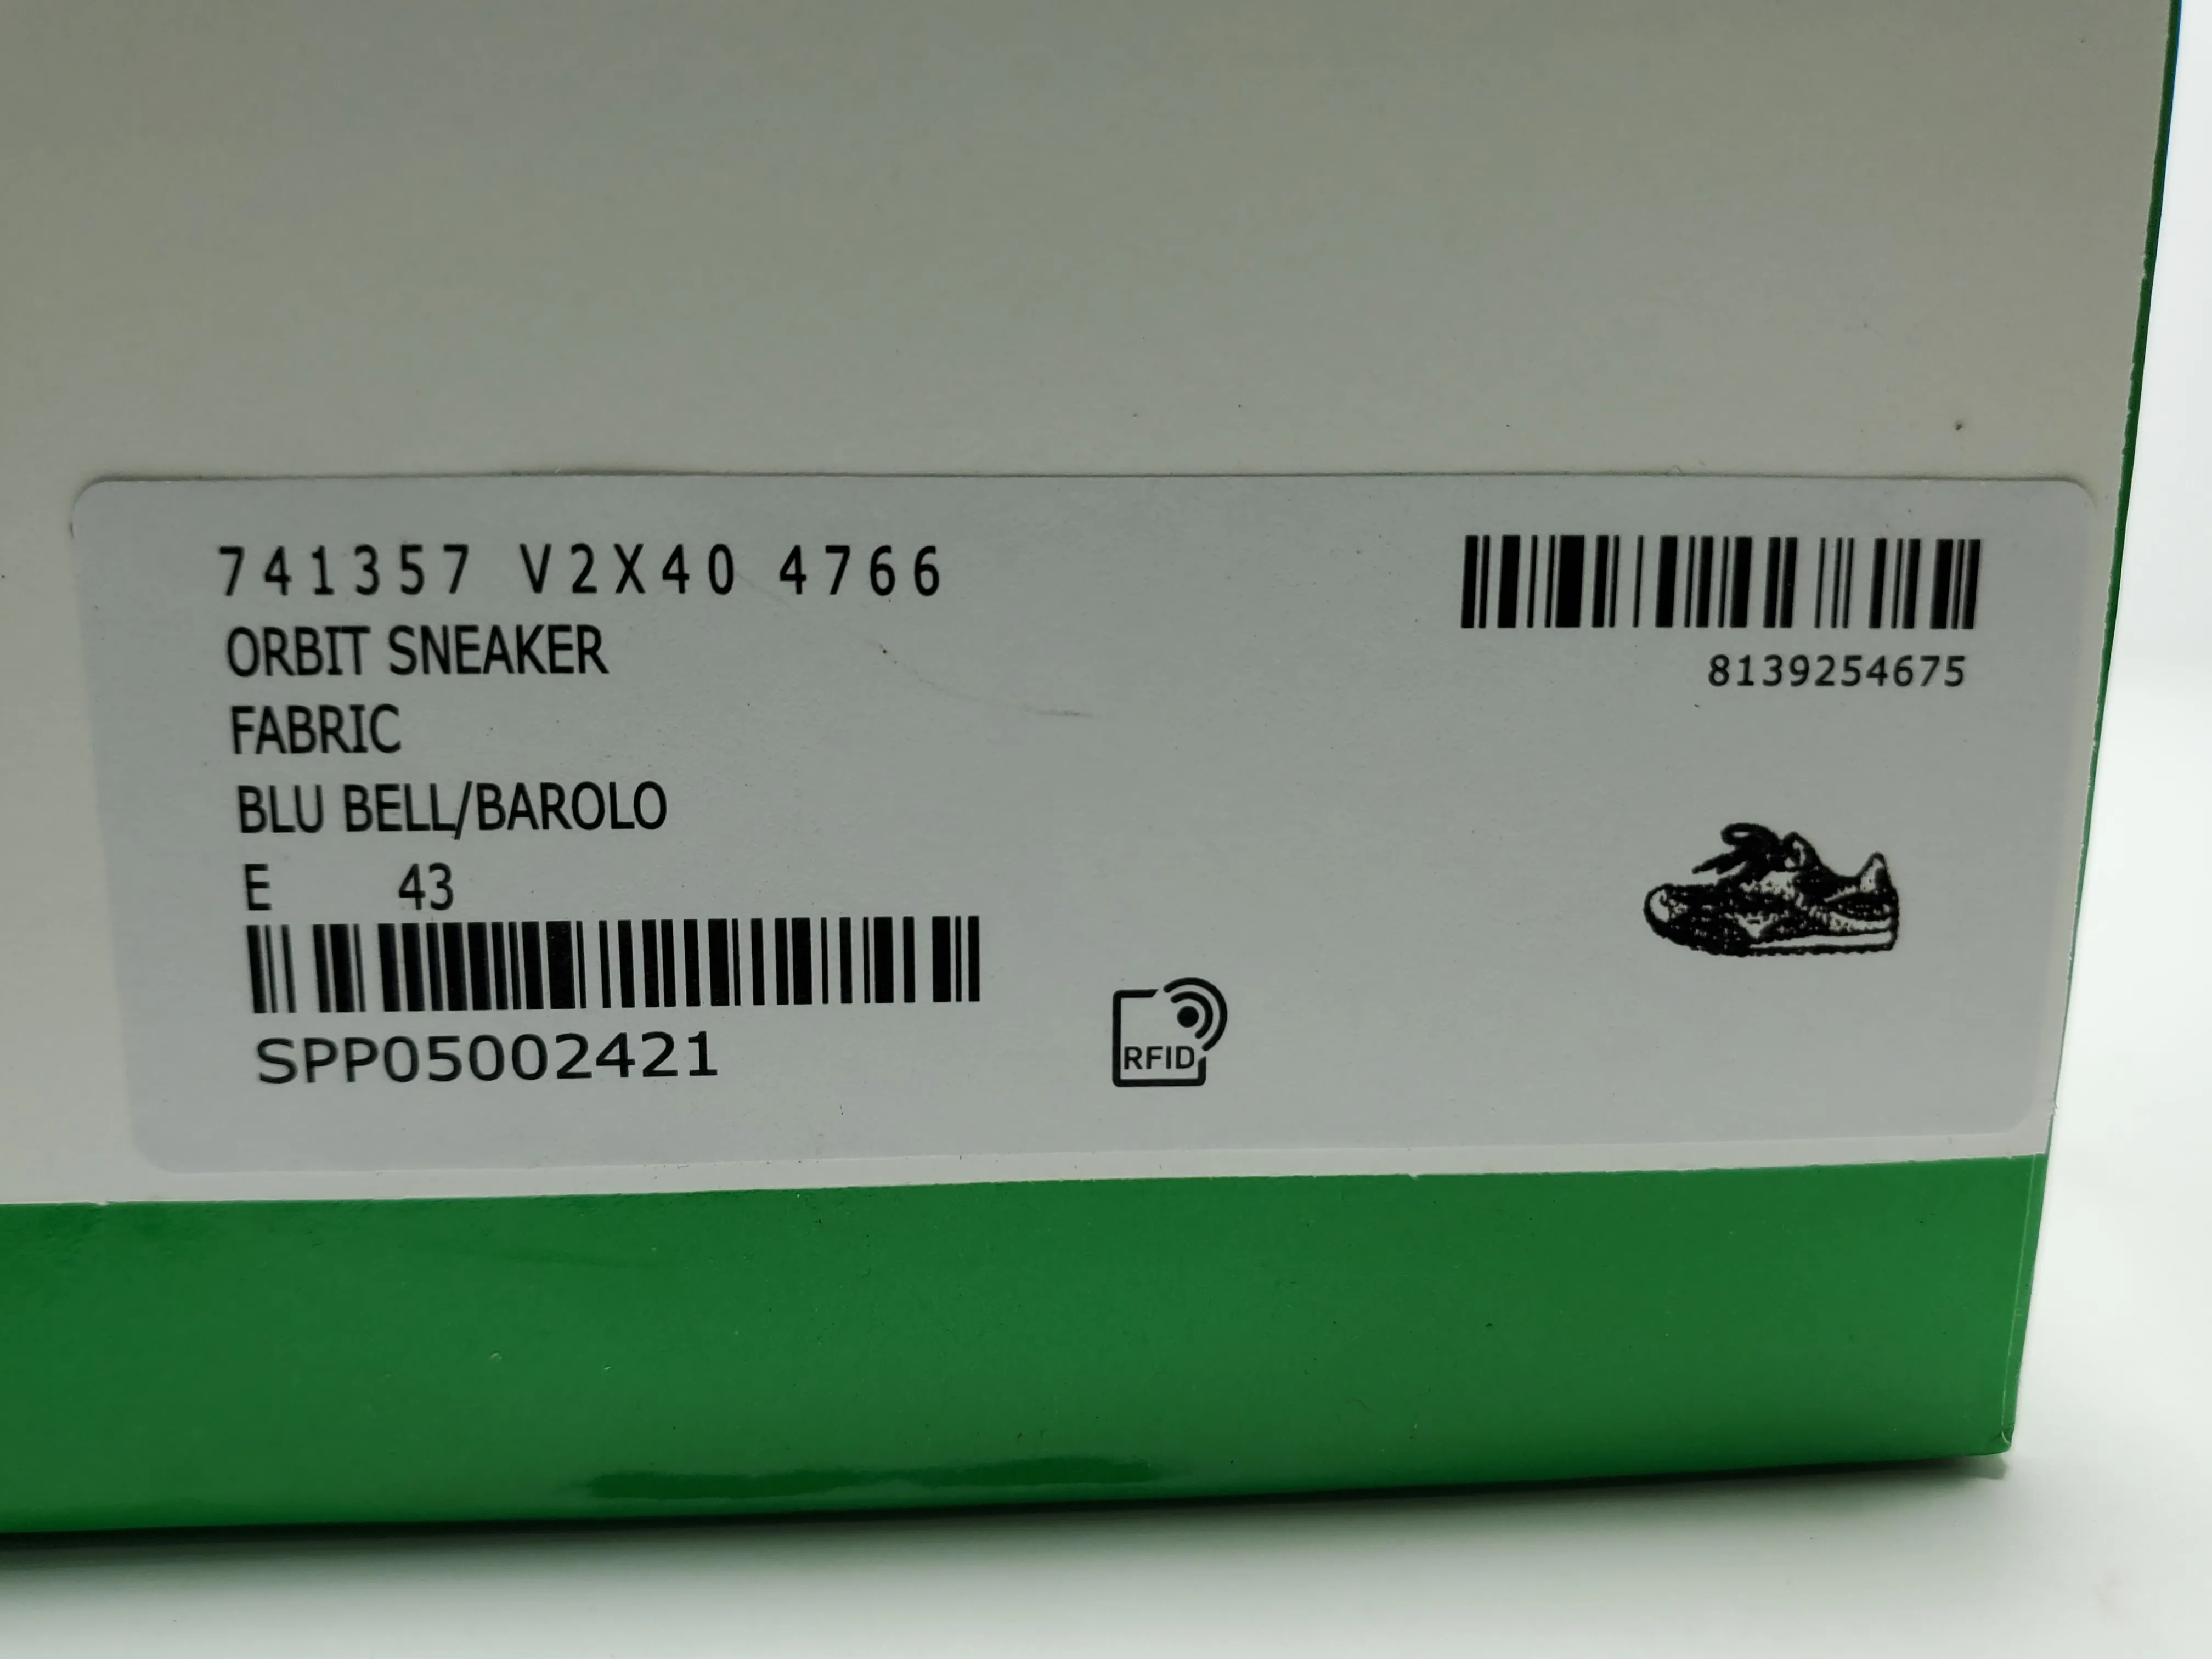 741357 V2X40 4766
ORBIT SNEAKER
FABRIC
BLU BELL/BAROLO
E 43
SPP05002421
8139254675
RFID